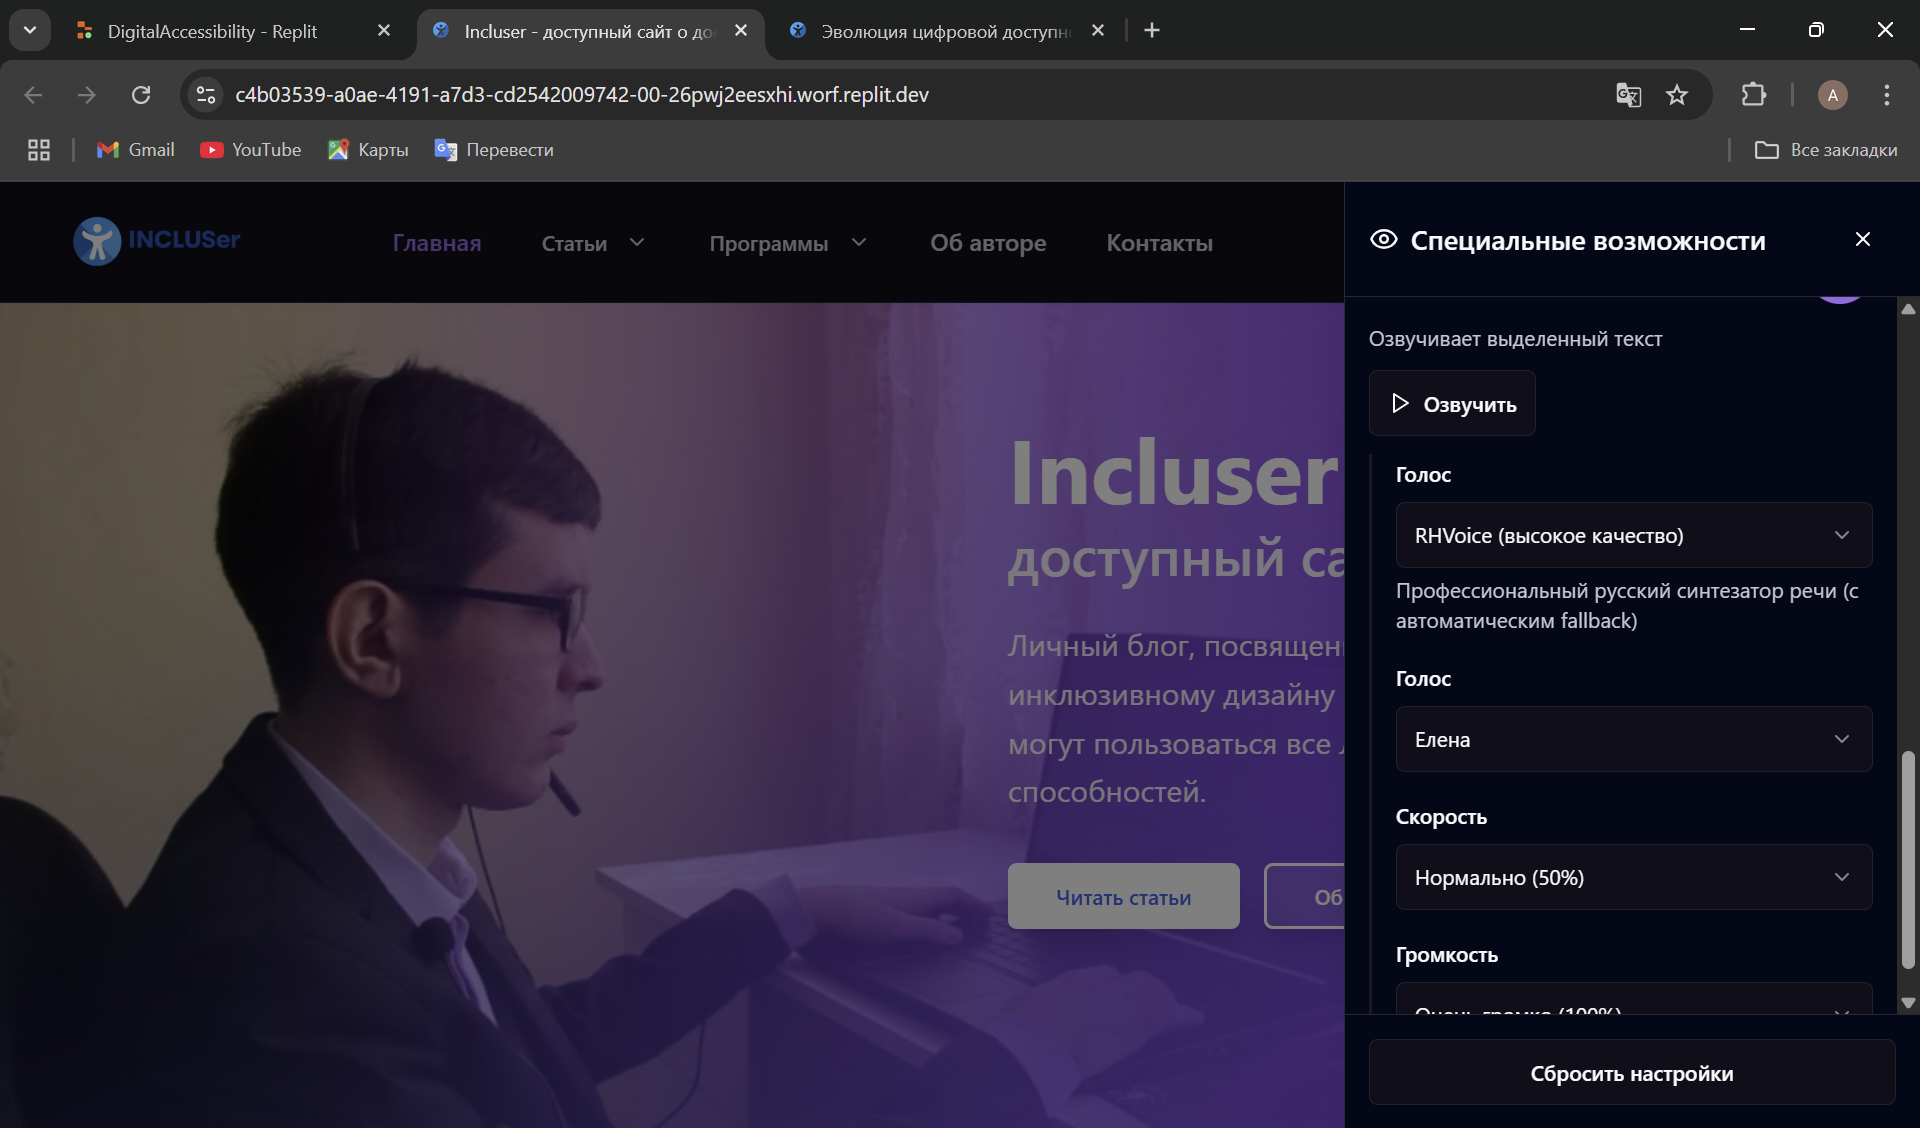 DigitalAccessibility - Replit
Incluser - доступный сайт о до
Эволюция цифровой доступн
c4b03539-a0ae-4191-a7d3-cd2542009742-00-26pwj2eesxhi.worf.replit.dev
A
Gmail
YouTube
Карты
Перевести
Все закладки
INCLUSer
Главная
Статьи
Программы
Об авторе
Контакты
Incluser
доступный са
Личный блог, посвящен
инклюзивному дизайну
могут пользоваться все
способностей.
Читать статьи
Об
Специальные возможности
Озвучивает выделенный текст
Озвучить
Голос
RHVoice (высокое качество)
Профессиональный русский синтезатор речи (с
автоматическим fallback)
Голос
Елена
Скорость
Нормально (50%)
Громкость
Очень громко (100%)
Сбросить настройки